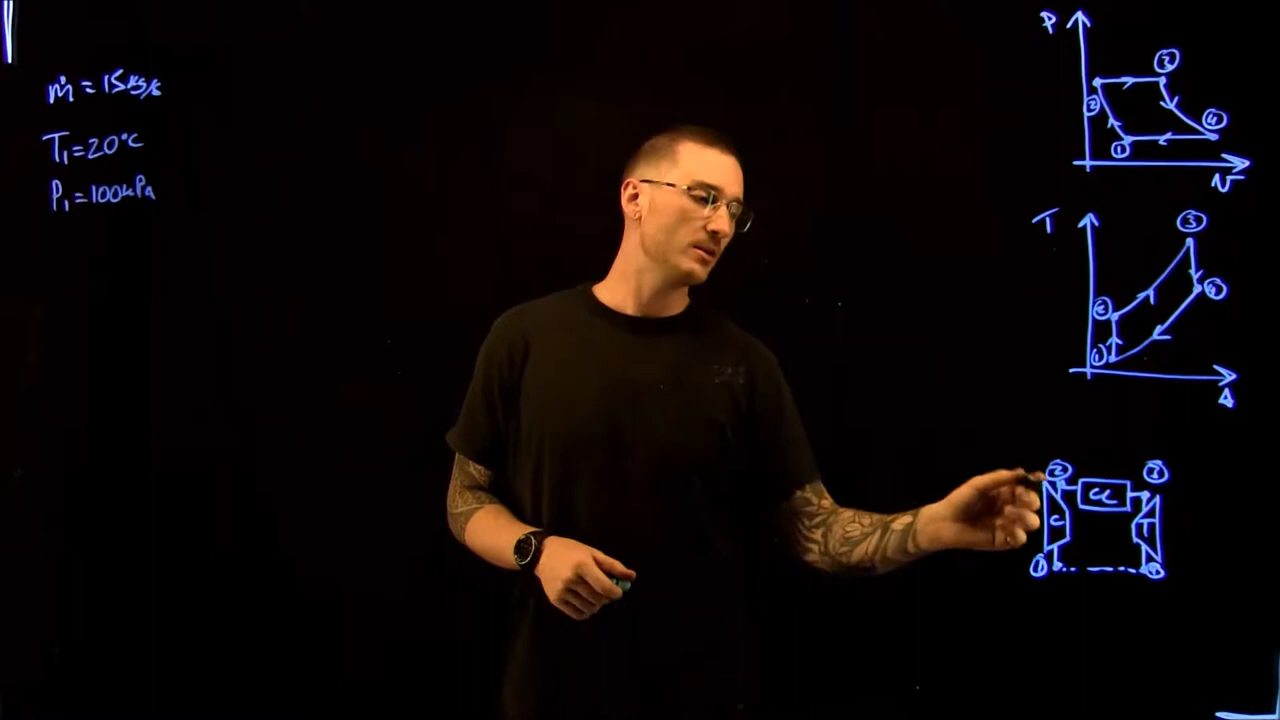 ṁ = 15 kg/s
T₁ = 20°C
P₁ = 100 kPa
P
③
②
④
①
v
T
③
②
④
①
s
② ③
CC
C T
① ④